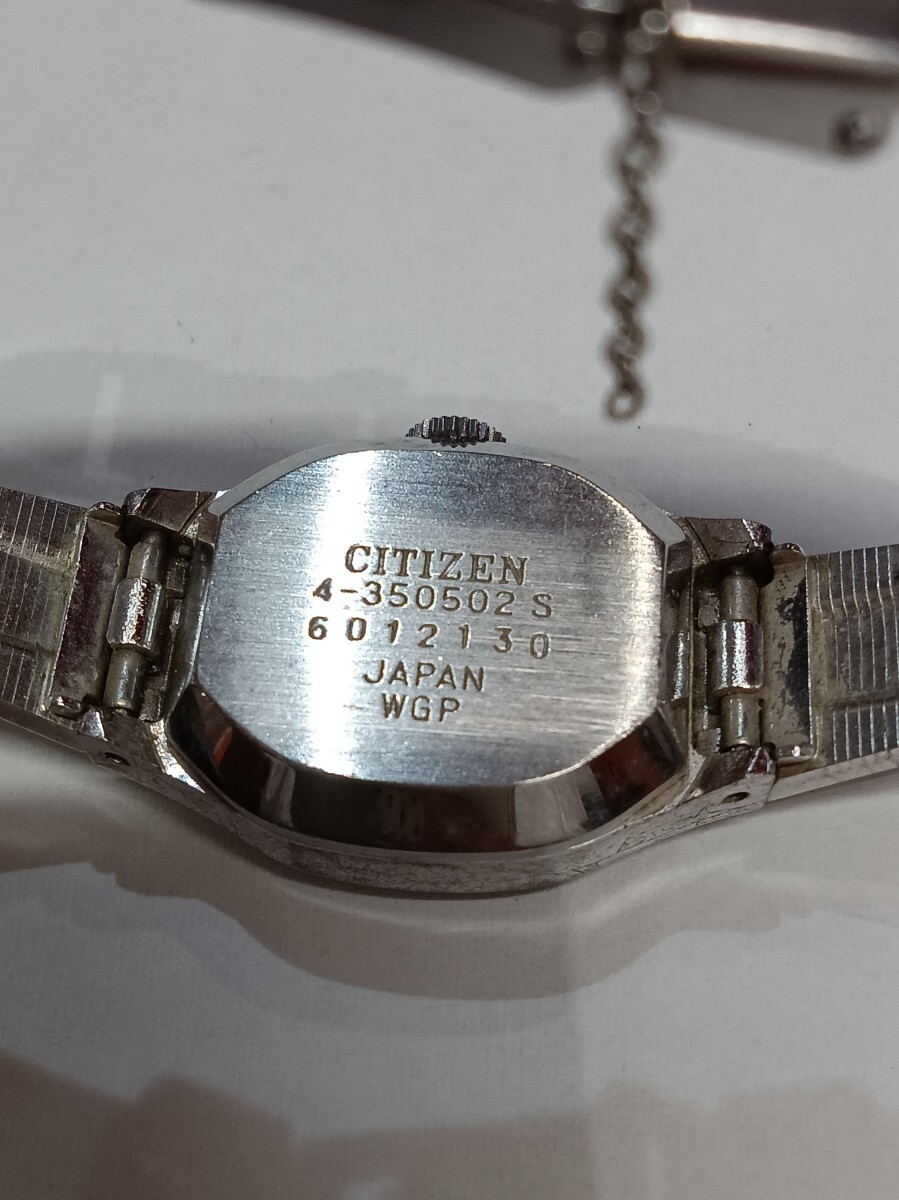 CITIZEN
4-350502 S
6012130
JAPAN
WGP